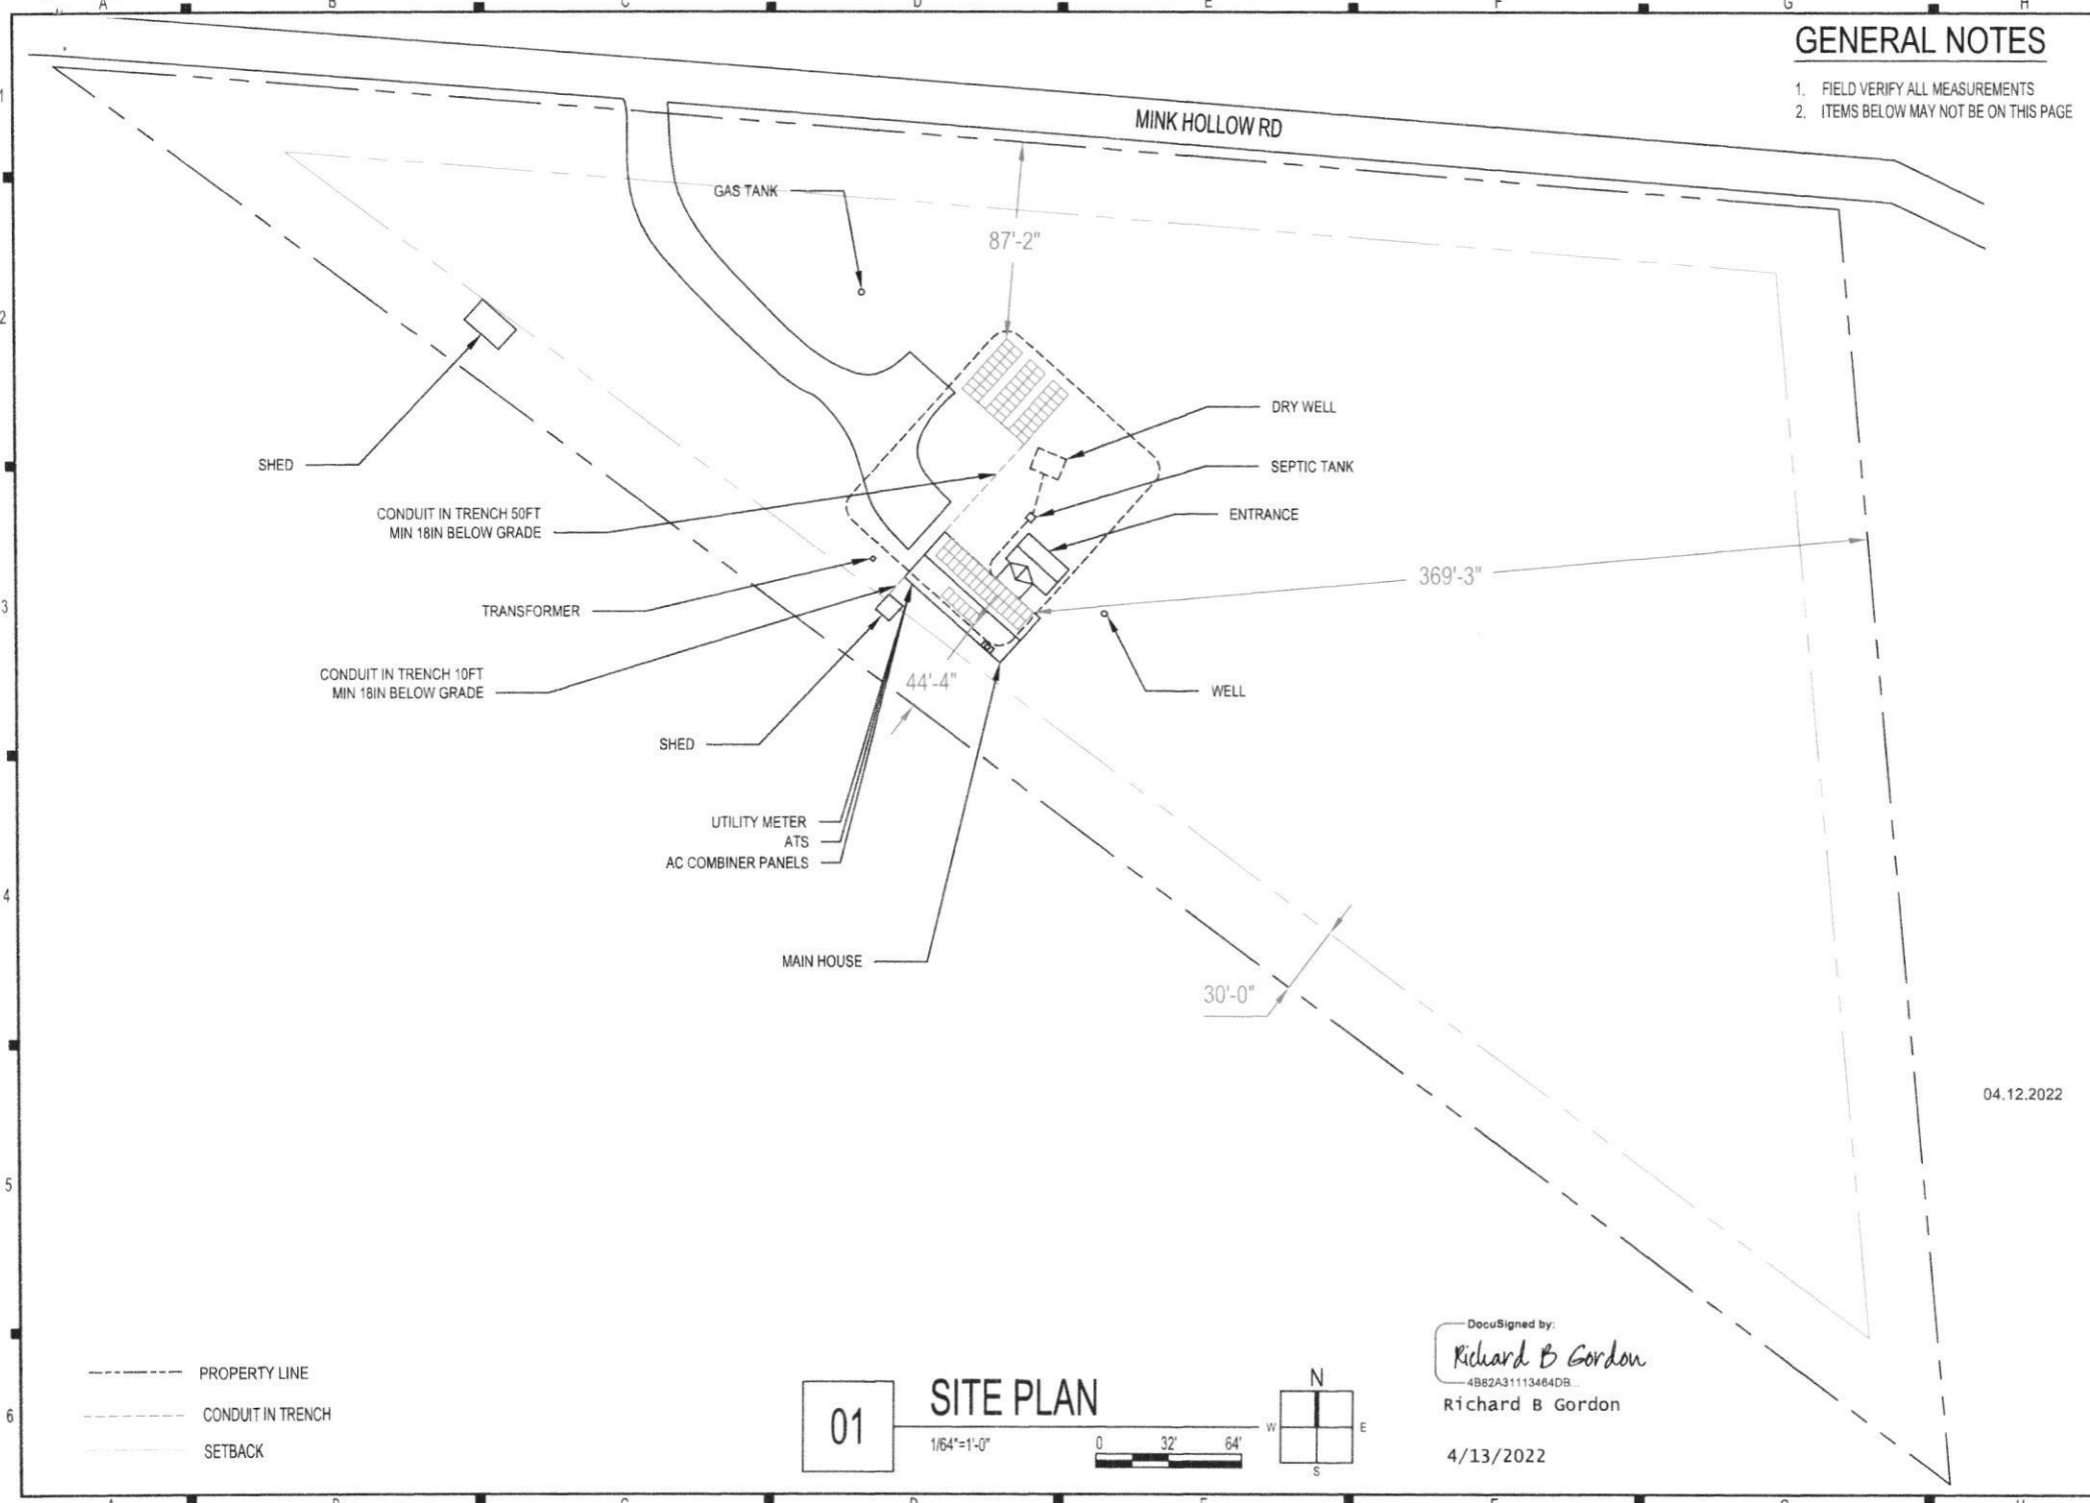 A B C D E F G H
GENERAL NOTES
1. FIELD VERIFY ALL MEASUREMENTS
2. ITEMS BELOW MAY NOT BE ON THIS PAGE
1
MINK HOLLOW RD
GAS TANK
87'-2"
2
DRY WELL
SHED
SEPTIC TANK
CONDUIT IN TRENCH 50FT
MIN 18IN BELOW GRADE
ENTRANCE
369'-3"
3
TRANSFORMER
CONDUIT IN TRENCH 10FT
MIN 18IN BELOW GRADE
44'-4"
WELL
SHED
UTILITY METER
ATS
AC COMBINER PANELS
4
MAIN HOUSE
30'-0"
04.12.2022
5
DocuSigned by:
Richard B Gordon
4B82A31113464DB...
Richard B Gordon
4/13/2022
PROPERTY LINE
CONDUIT IN TRENCH
SETBACK
6
01
SITE PLAN
1/64"=1'-0"
0 32' 64'
N
W E
S